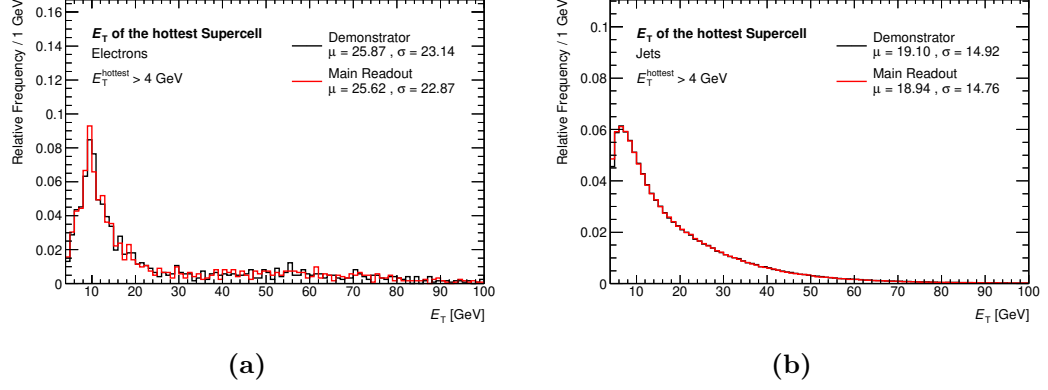 Relative Frequency / 1 GeV
0.16
0.14
0.12
0.1
0.08
0.06
0.04
0.02
0
E_T of the hottest Supercell
Electrons
E_T^hottest > 4 GeV
Demonstrator
μ = 25.87 , σ = 23.14
Main Readout
μ = 25.62 , σ = 22.87
10 20 30 40 50 60 70 80 90 100
E_T [GeV]
(a)
Relative Frequency / 1 GeV
0.1
0.08
0.06
0.04
0.02
0
E_T of the hottest Supercell
Jets
E_T^hottest > 4 GeV
Demonstrator
μ = 19.10 , σ = 14.92
Main Readout
μ = 18.94 , σ = 14.76
10 20 30 40 50 60 70 80 90 100
E_T [GeV]
(b)